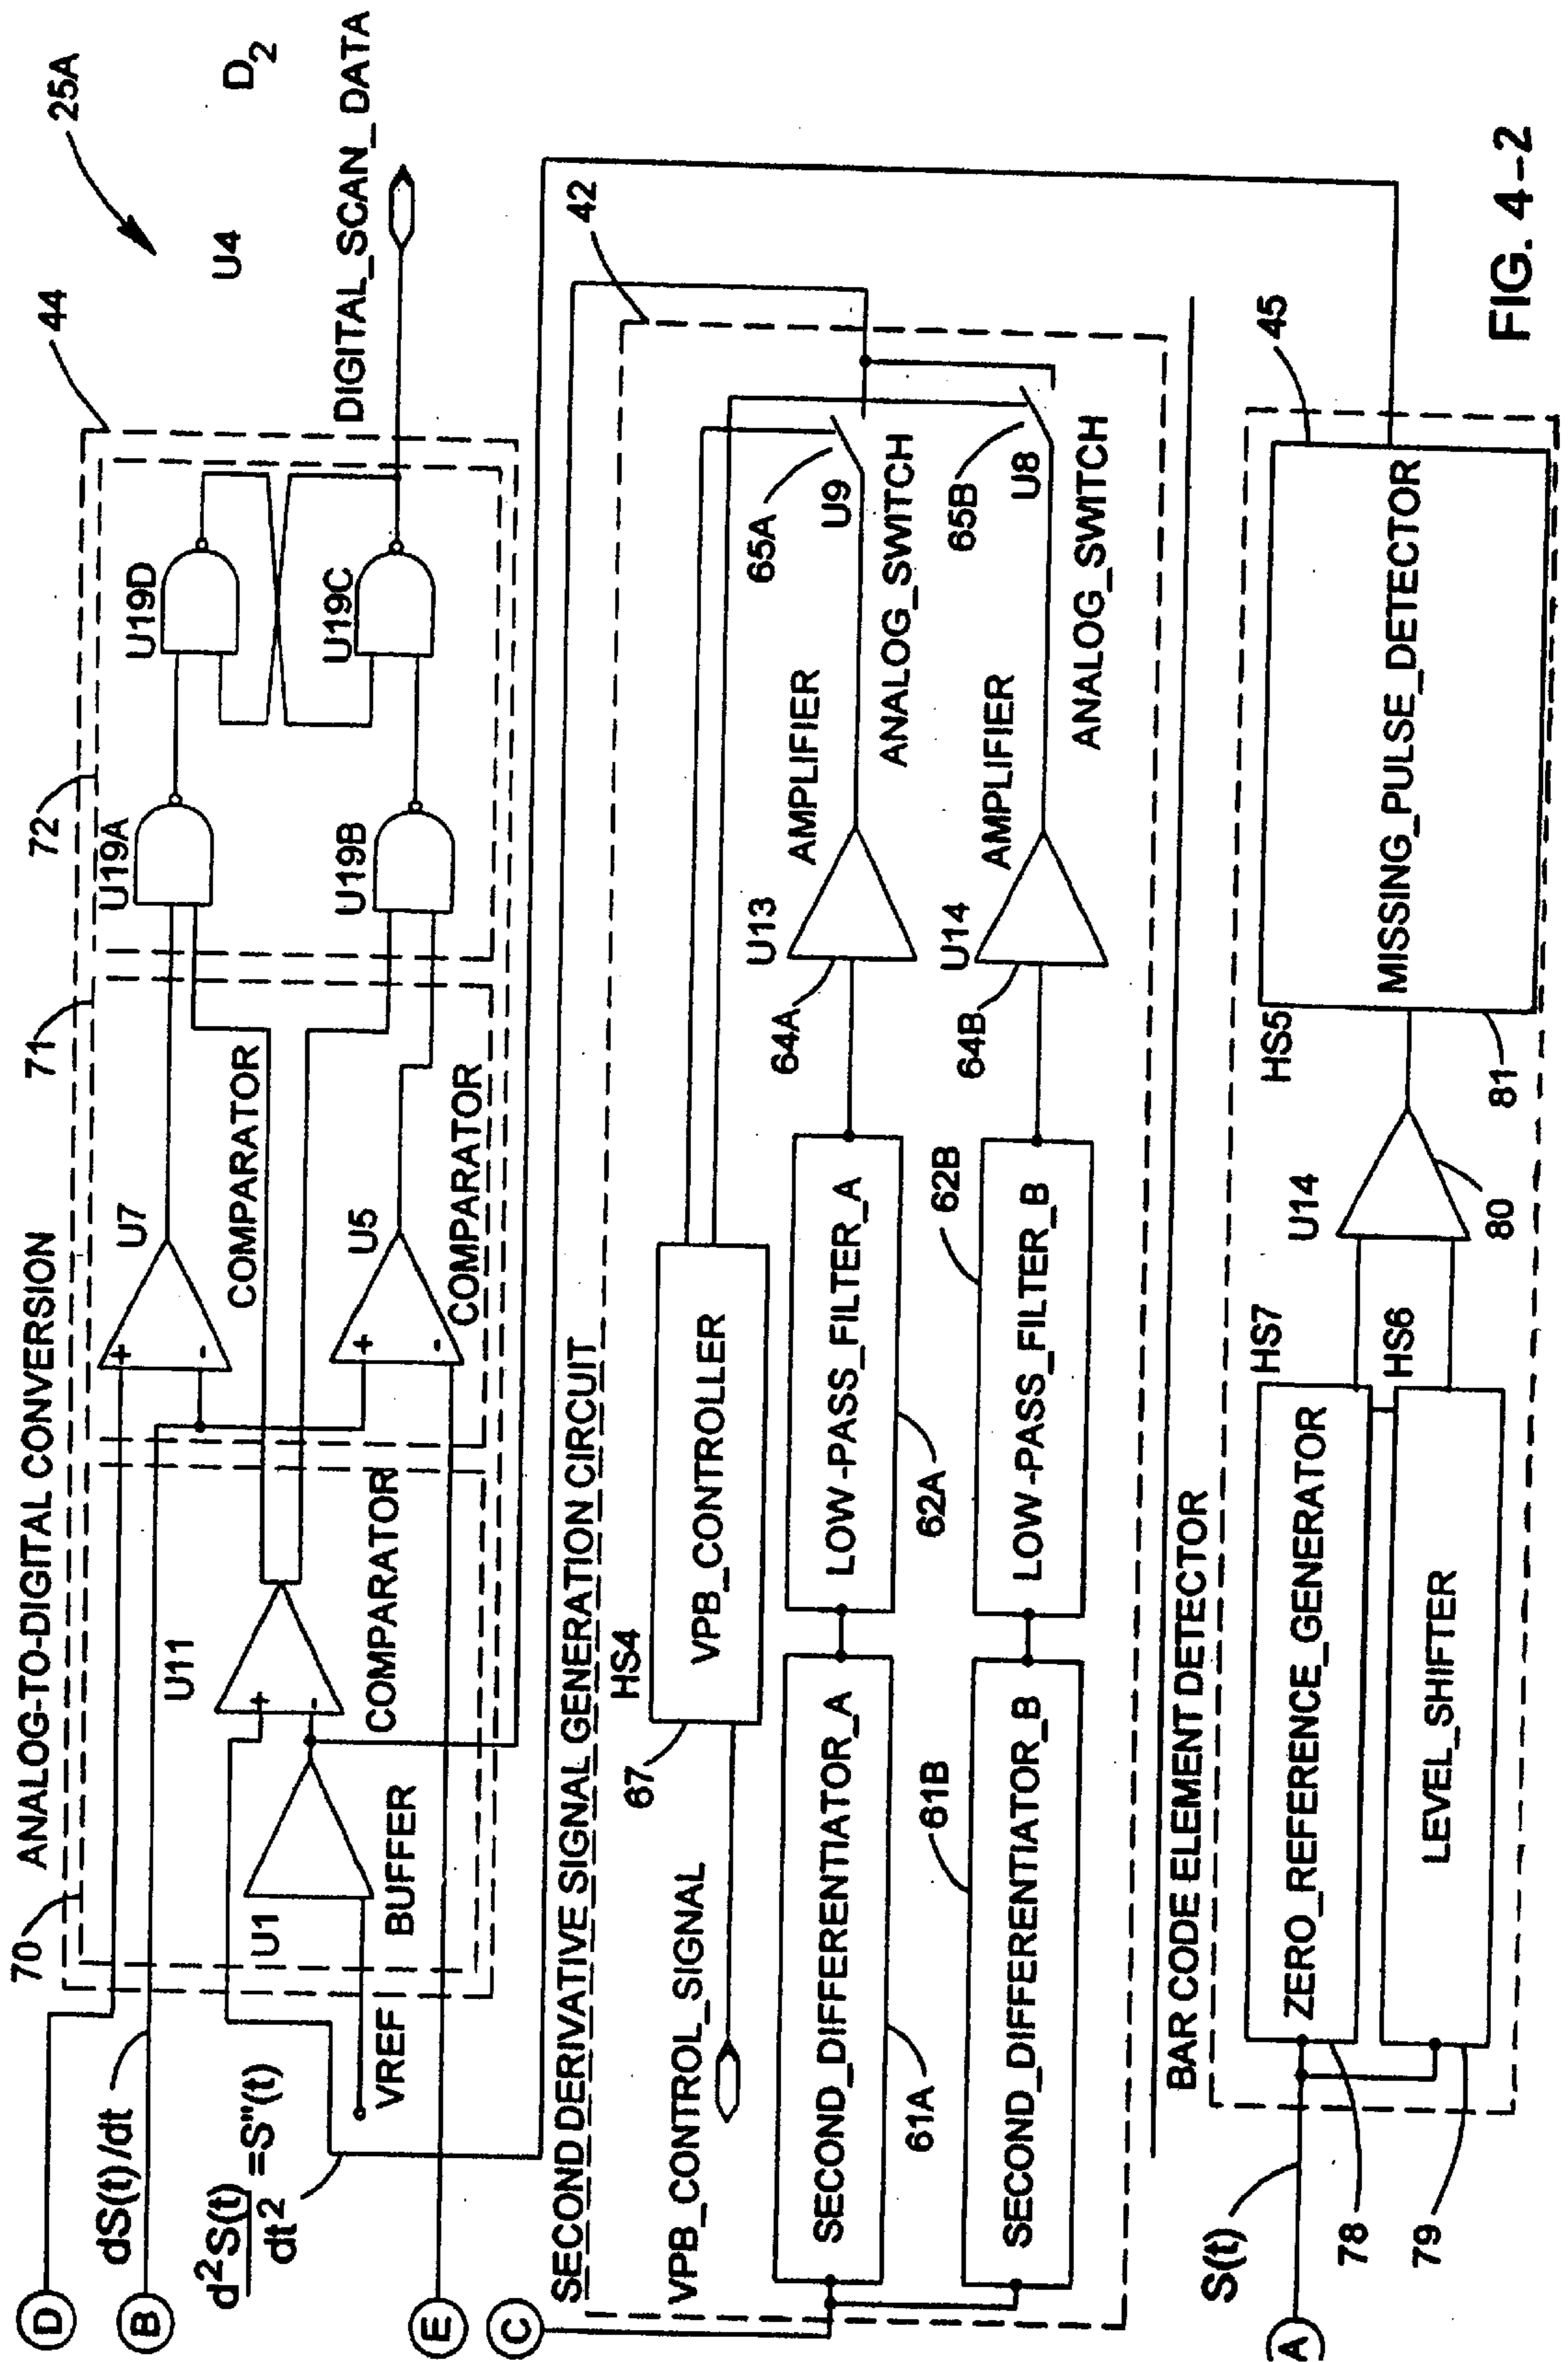 25A
U4
D2
44
ANALOG-TO-DIGITAL CONVERSION
70
71
72
D
B
dS(t)/dt
d²S(t)/dt² =S"(t)
U7
COMPARATOR
U19A
U19D
DIGITAL_SCAN_DATA
U11
COMPARATOR
U5
COMPARATOR
U19B
U19C
+
-
+
-
+
-
U1
BUFFER
VREF
E
C
SECOND DERIVATIVE SIGNAL GENERATION CIRCUIT
42
HS4
VPB_CONTROLLER
67
VPB_CONTROL_SIGNAL
SECOND_DIFFERENTIATOR_A
61A
LOW-PASS_FILTER_A
62A
64A
U13
AMPLIFIER
65A
U9
ANALOG_SWITCH
61B
SECOND_DIFFERENTIATOR_B
62B
LOW-PASS_FILTER_B
64B
U14
AMPLIFIER
65B
U8
ANALOG_SWITCH
BAR CODE ELEMENT DETECTOR
45
A
S(t)
78
ZERO_REFERENCE_GENERATOR
HS7
79
LEVEL_SHIFTER
HS6
U14
80
HS5
81
MISSING_PULSE_DETECTOR
FIG. 4-2